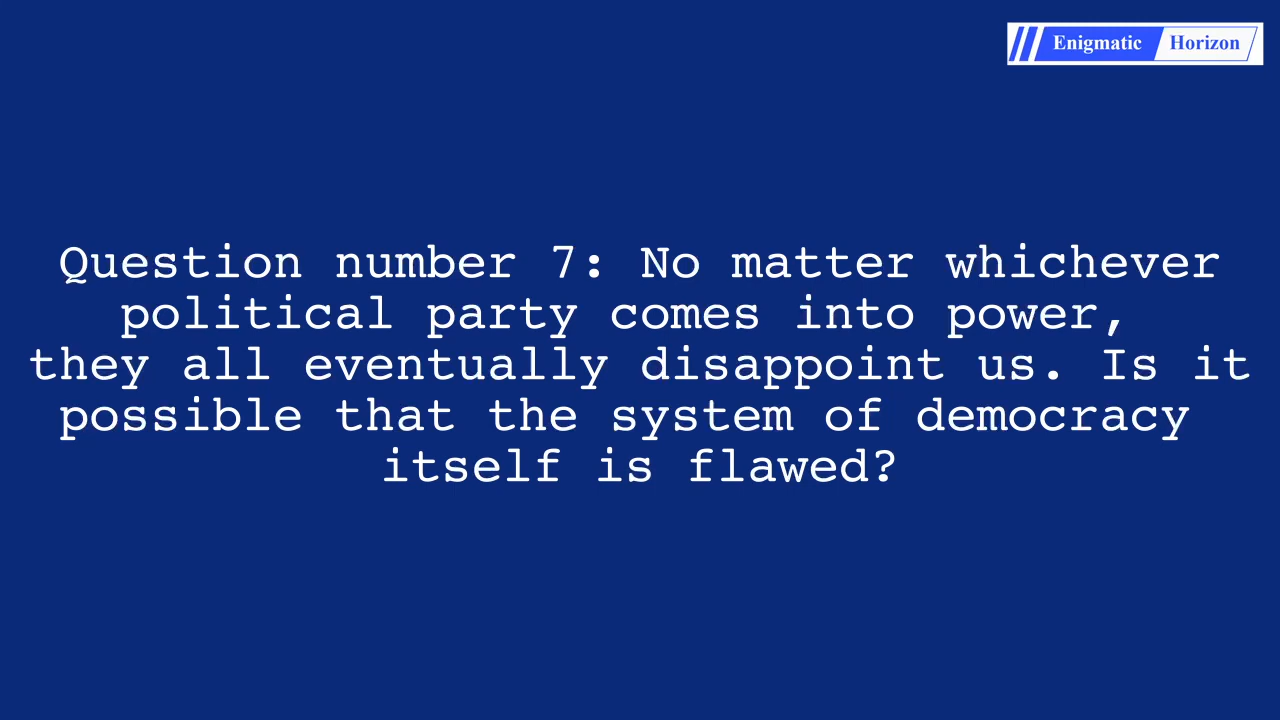 Enigmatic Horizon
Question number 7: No matter whichever
political party comes into power,
they all eventually disappoint us. Is it
possible that the system of democracy
itself is flawed?